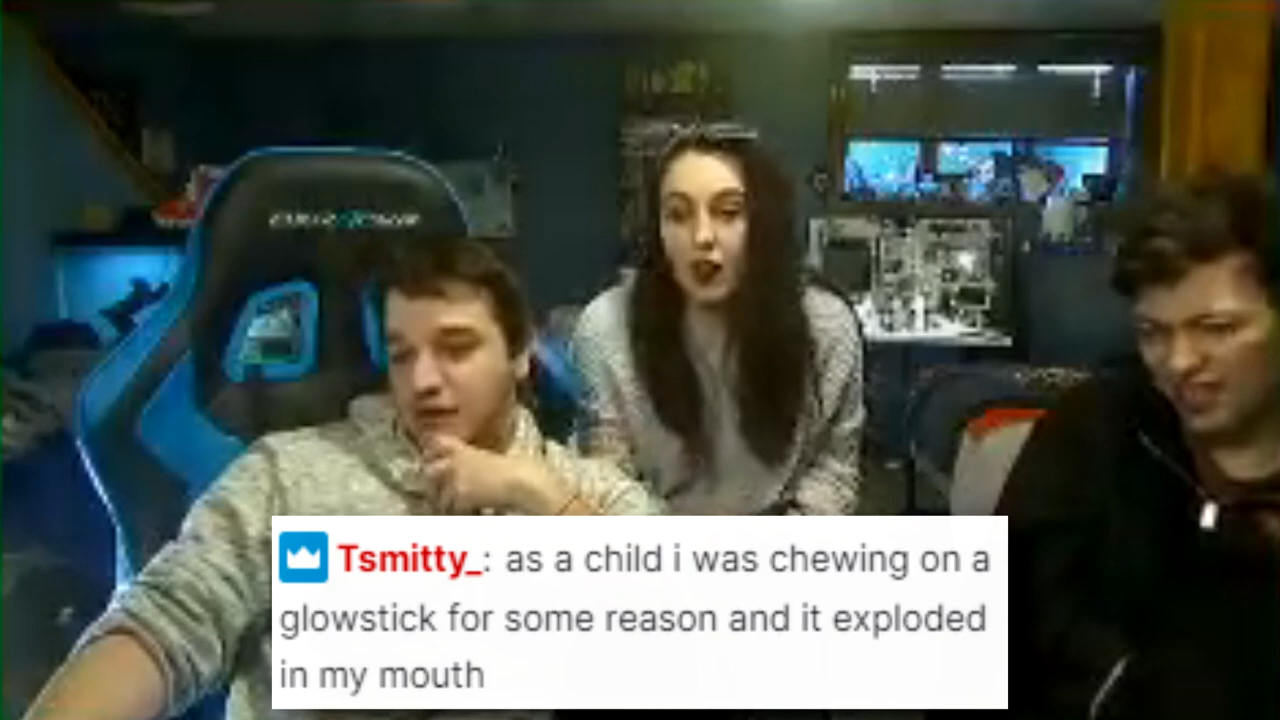 Tsmitty_: as a child i was chewing on a
glowstick for some reason and it exploded
in my mouth